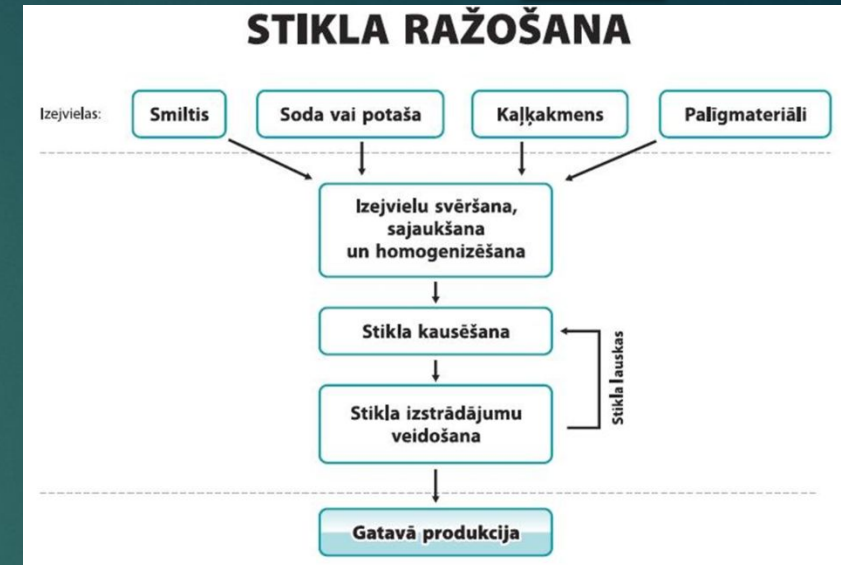 STIKLA RAŽOŠANA
Izejvielas:
Smiltis
Soda vai potaša
Kaļķakmens
Palīgmateriāli
Izejvielu svēršana,
sajaukšana
un homogenizēšana
Stikla kausēšana
Stikla lauskas
Stikla izstrādājumu
veidošana
Gatavā produkcija